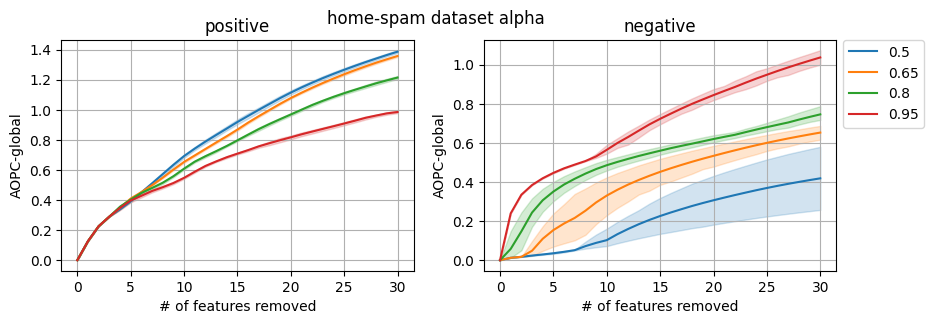 home-spam dataset alpha
positive
AOPC-global
1.4
1.2
1.0
0.8
0.6
0.4
0.2
0.0
0 5 10 15 20 25 30
# of features removed
negative
AOPC-global
1.0
0.8
0.6
0.4
0.2
0.0
0 5 10 15 20 25 30
# of features removed
0.5
0.65
0.8
0.95